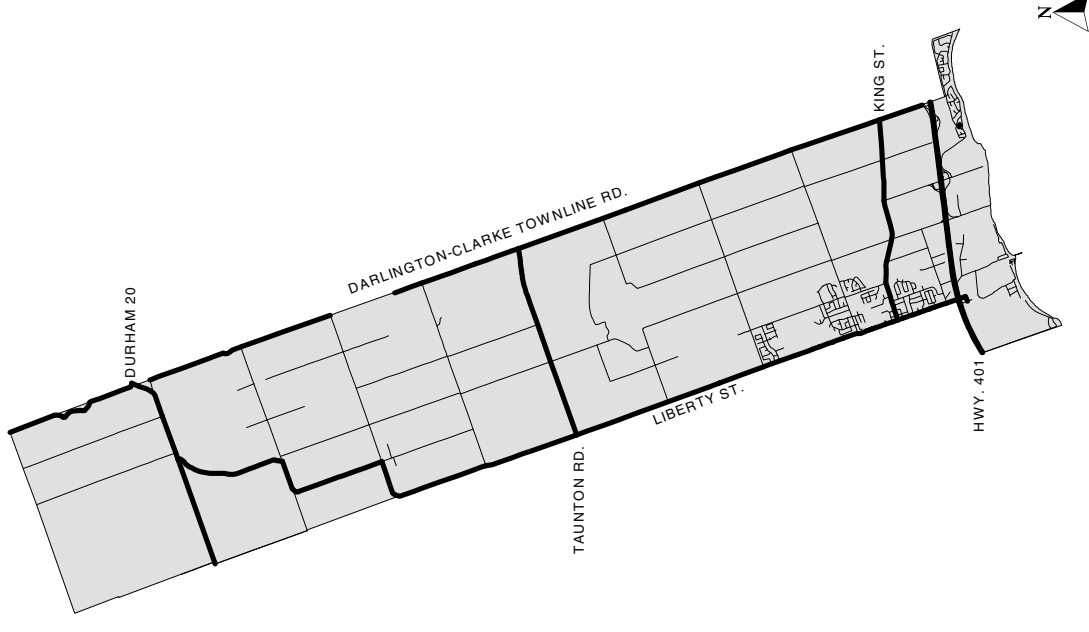 N
KING ST.
DARLINGTON-CLARKE TOWNLINE RD.
DURHAM 20
LIBERTY ST.
HWY. 401
TAUNTON RD.